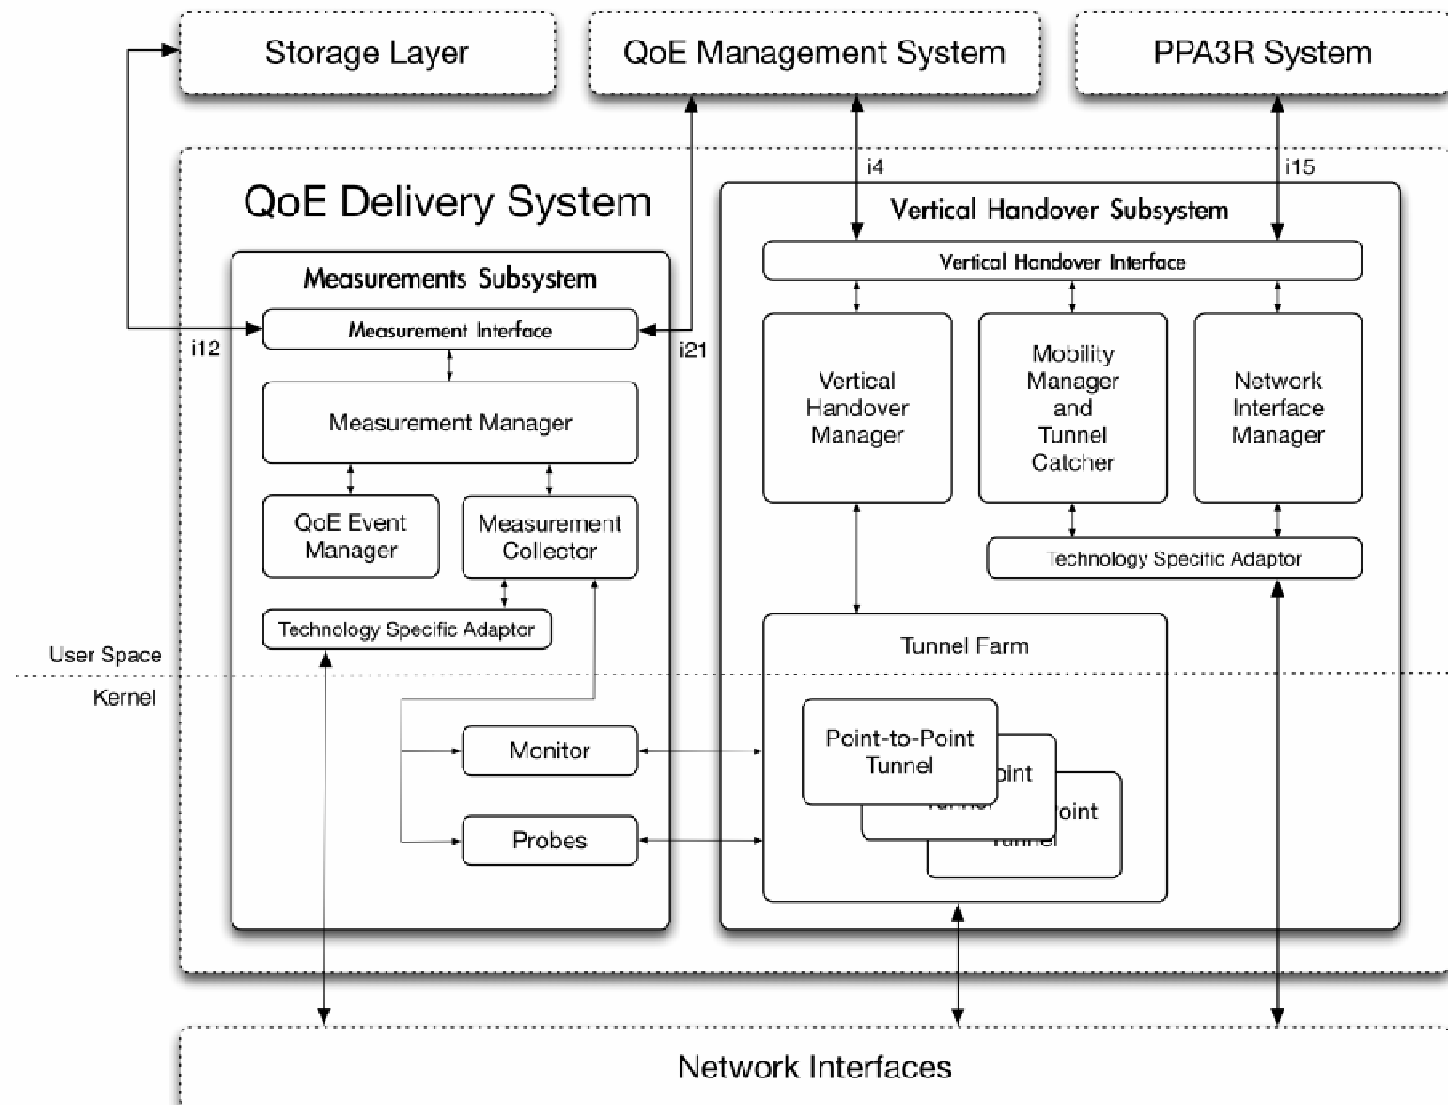 Storage Layer
QoE Management System
PPA3R System
i4
i15
QoE Delivery System
Vertical Handover Subsystem
Vertical Handover Interface
Measurements Subsystem
Measurement Interface
i12
i21
Measurement Manager
Vertical
Handover
Manager
Mobility
Manager
and
Tunnel
Catcher
Network
Interface
Manager
QoE Event
Manager
Measurement
Collector
Technology Specific Adaptor
Technology Specific Adaptor
Tunnel Farm
User Space
Kernel
Monitor
Probes
Point-to-Point
Tunnel
oint
oint
Network Interfaces